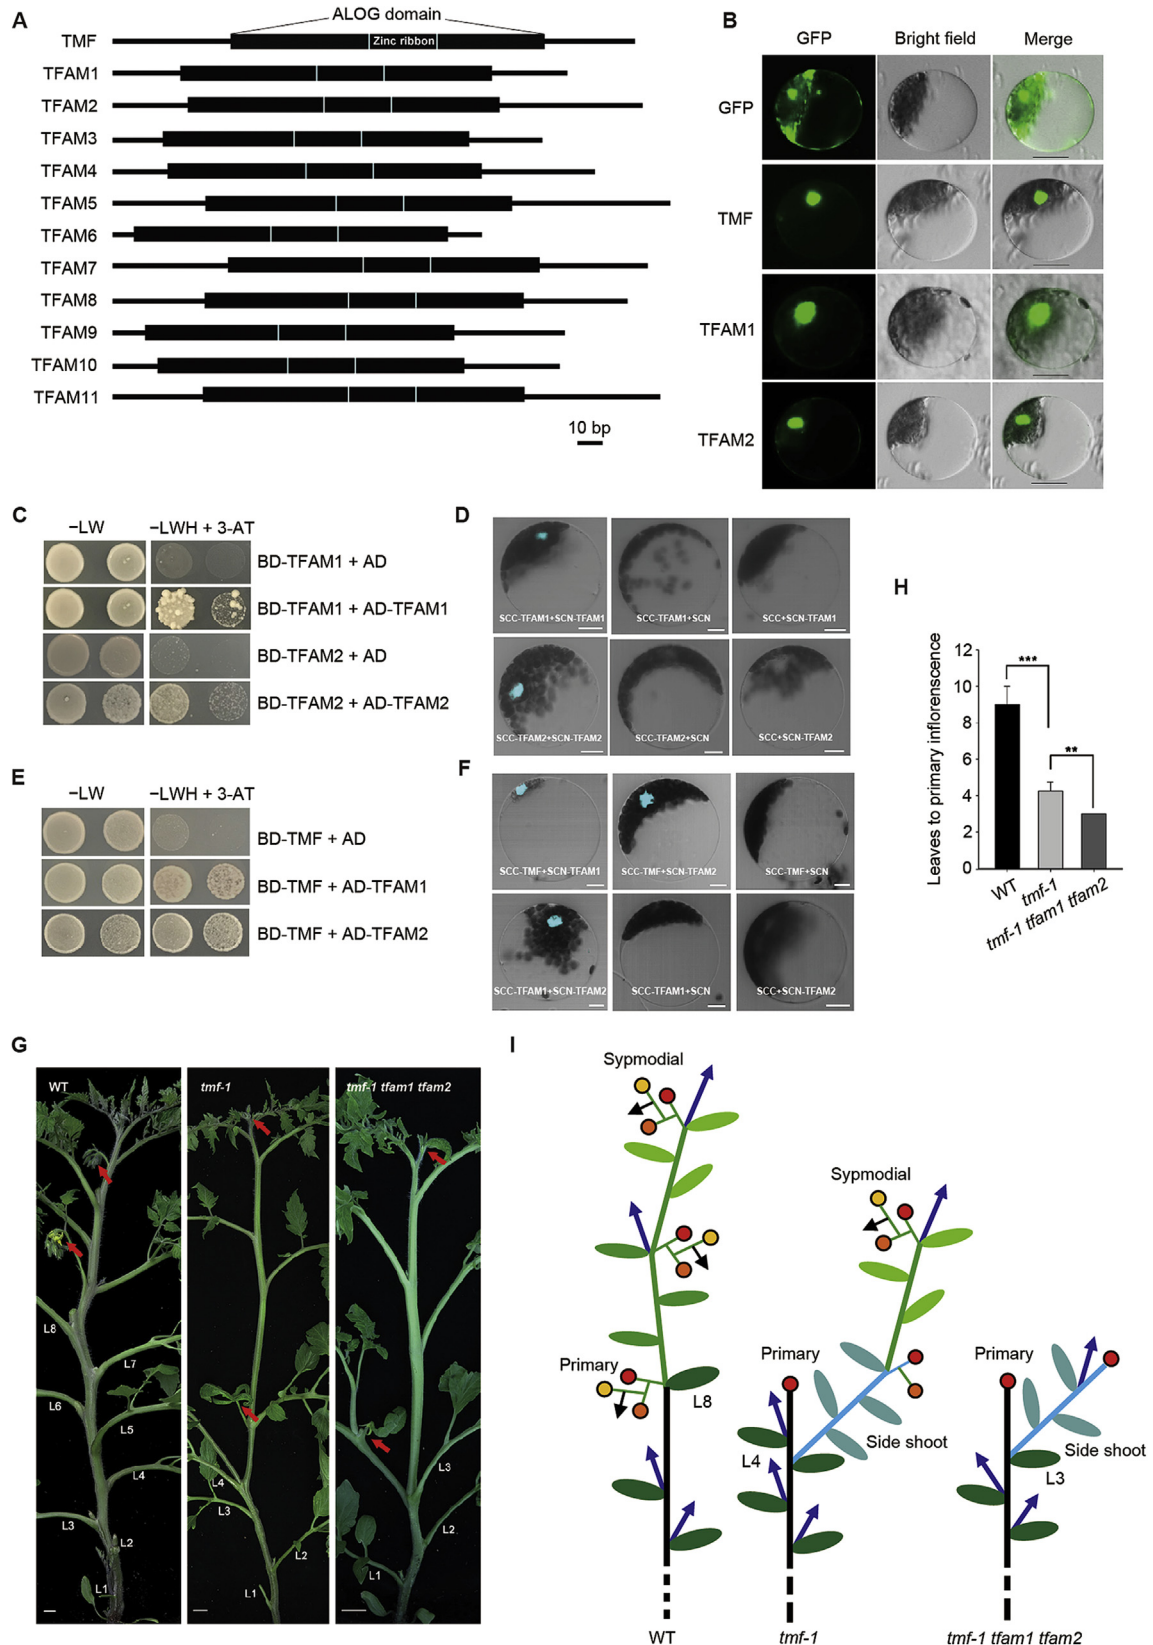 A
ALOG domain
TMF
Zinc ribbon
TFAM1
TFAM2
TFAM3
TFAM4
TFAM5
TFAM6
TFAM7
TFAM8
TFAM9
TFAM10
TFAM11
10 bp
B
GFP Bright field Merge
GFP
TMF
TFAM1
TFAM2
C
–LW –LWH + 3-AT
BD-TFAM1 + AD
BD-TFAM1 + AD-TFAM1
BD-TFAM2 + AD
BD-TFAM2 + AD-TFAM2
D
SCC-TFAM1+SCN-TFAM1 SCC-TFAM1+SCN SCC+SCN-TFAM1
SCC-TFAM2+SCN-TFAM2 SCC-TFAM2+SCN SCC+SCN-TFAM2
E
–LW –LWH + 3-AT
BD-TMF + AD
BD-TMF + AD-TFAM1
BD-TMF + AD-TFAM2
F
SCC-TMF+SCN-TFAM1 SCC-TMF+SCN-TFAM2 SCC-TMF+SCN
SCC-TFAM1+SCN-TFAM2 SCC-TFAM1+SCN SCC+SCN-TFAM2
H
Leaves to primary inflorenscence
12
10
8
6
4
2
0
***
**
WT
tmf-1
tmf-1 tfam1 tfam2
G
WT
L8
L7
L6
L5
L4
L3
L2
L1
tmf-1
L4
L3
L2
L1
tmf-1 tfam1 tfam2
L3
L2
L1
I
Sypmodial
Primary
L8
WT
Sypmodial
Primary
L4
Side shoot
tmf-1
Primary
Side shoot
L3
tmf-1 tfam1 tfam2